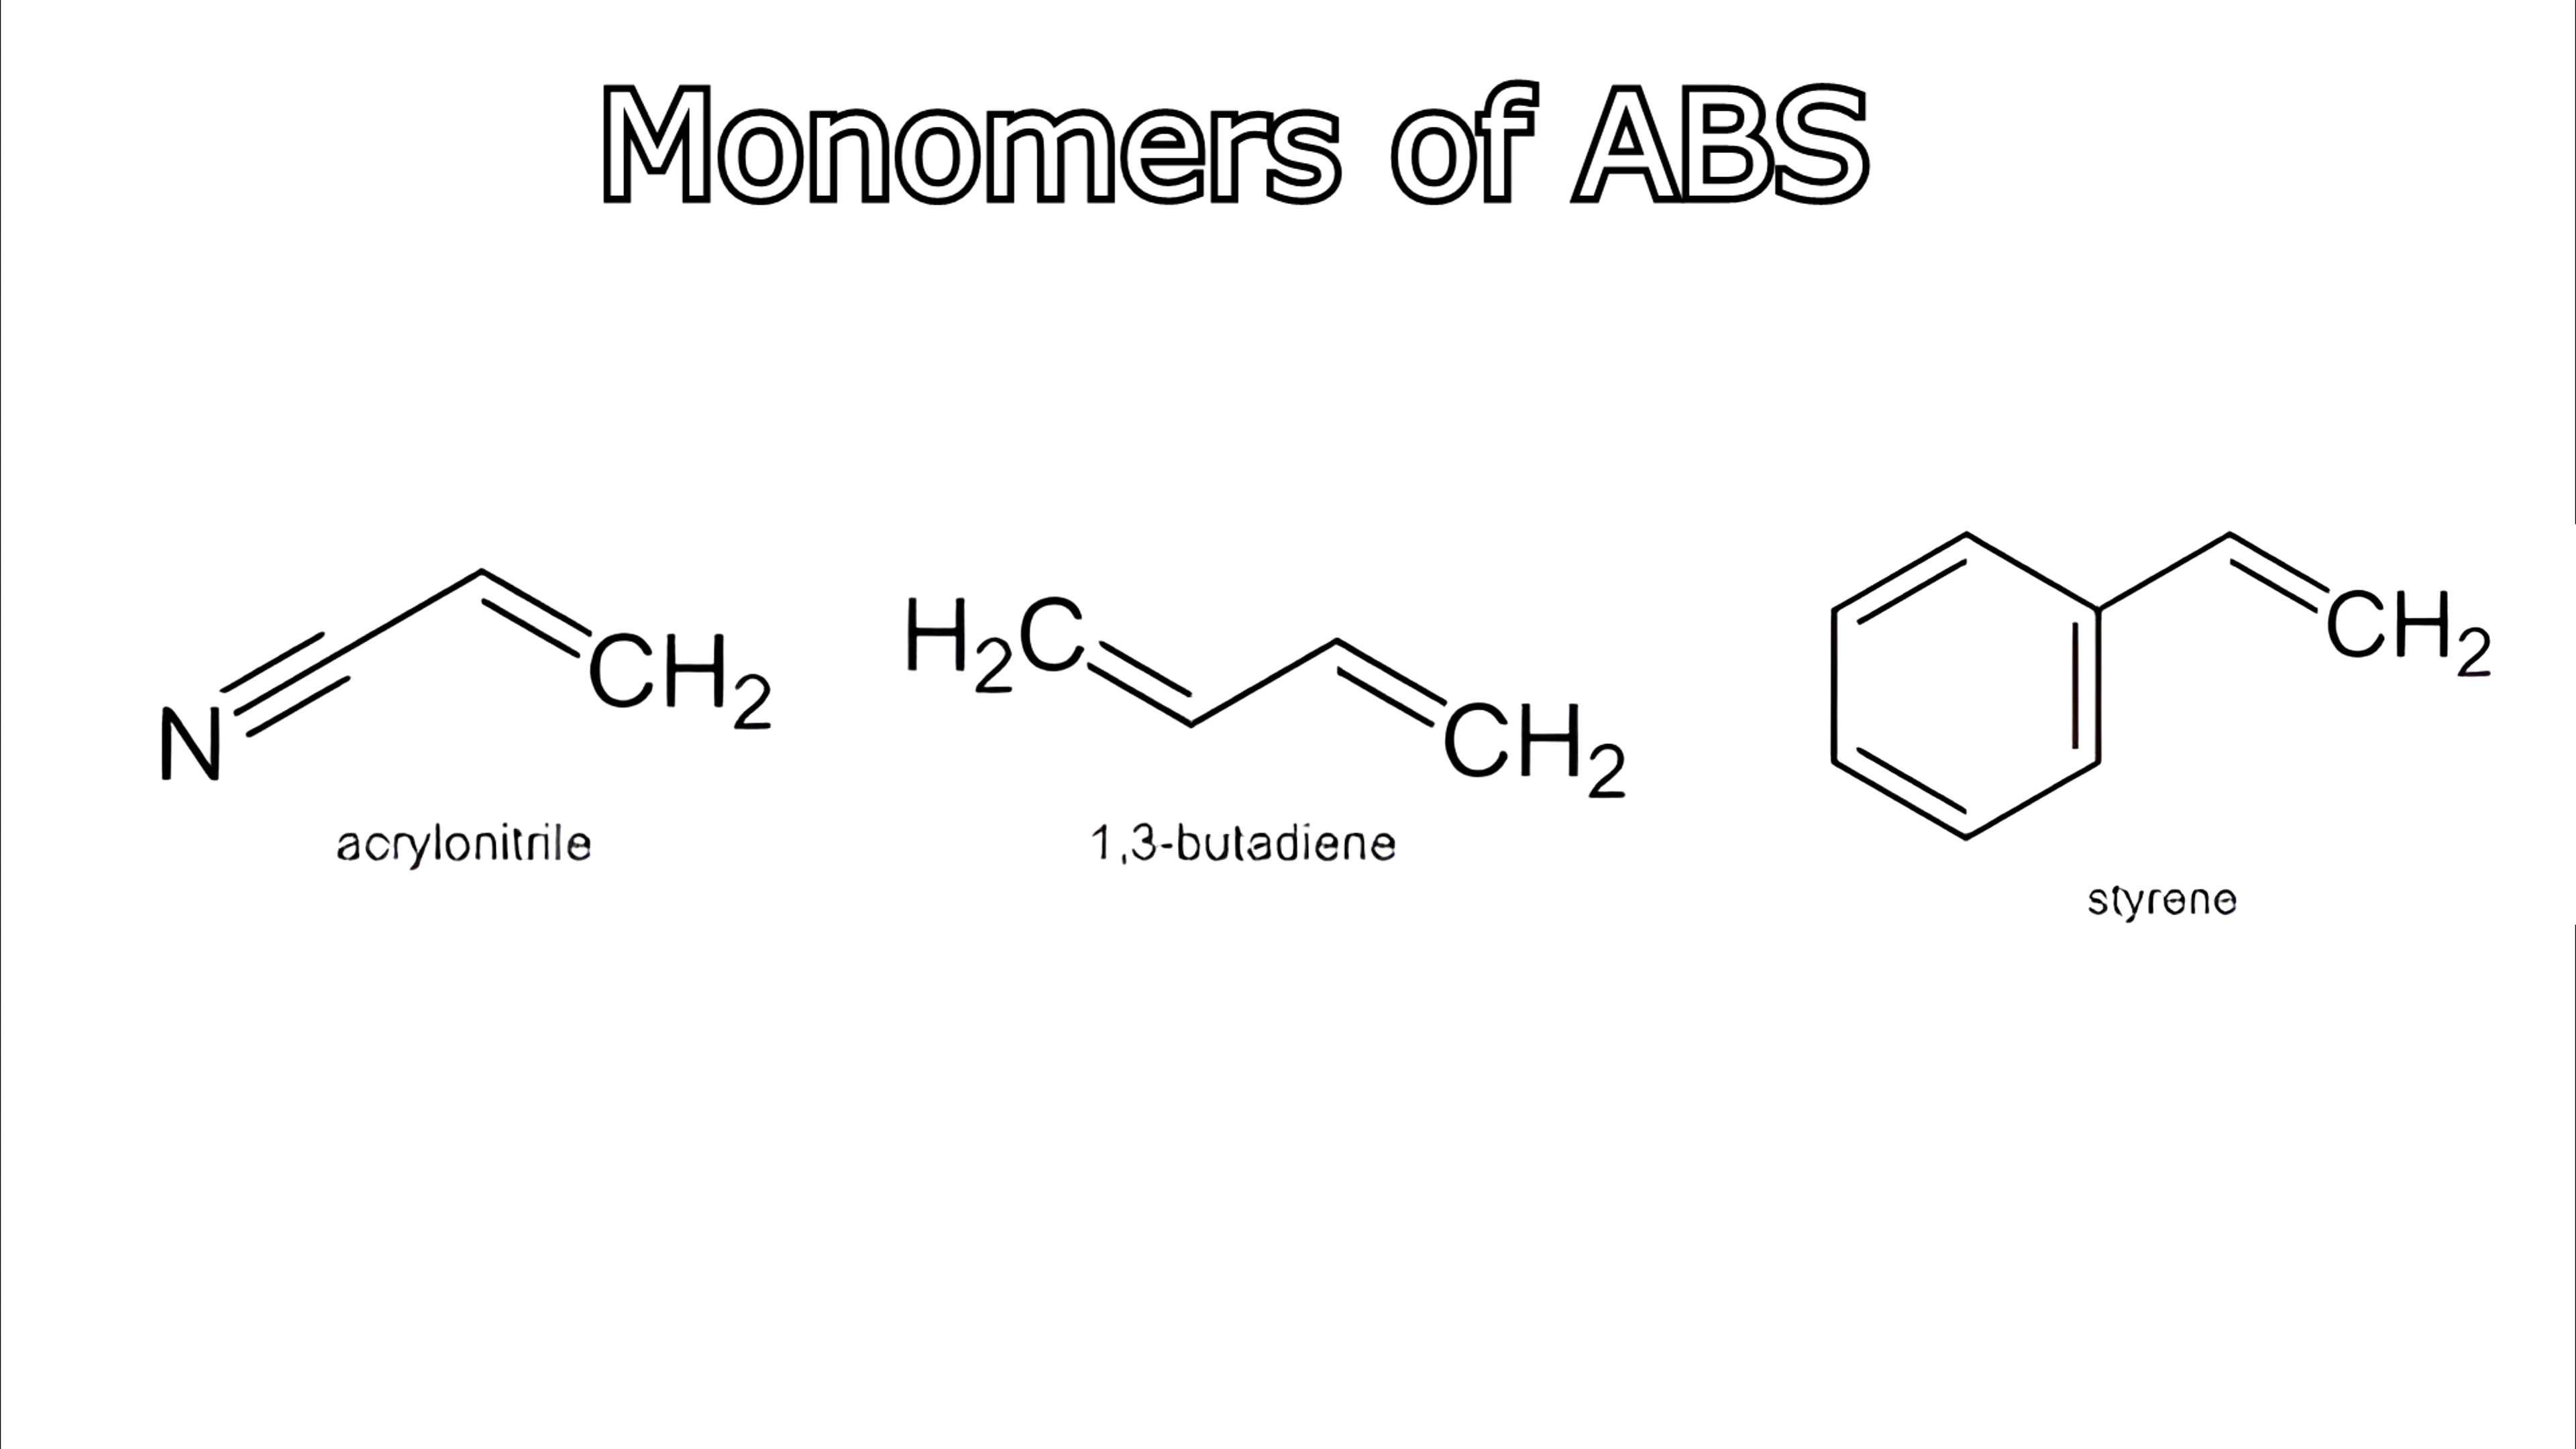 Monomers of ABS
N
CH2
H2C
CH2
CH2
acrylonitrile
1,3-butadiene
styrene